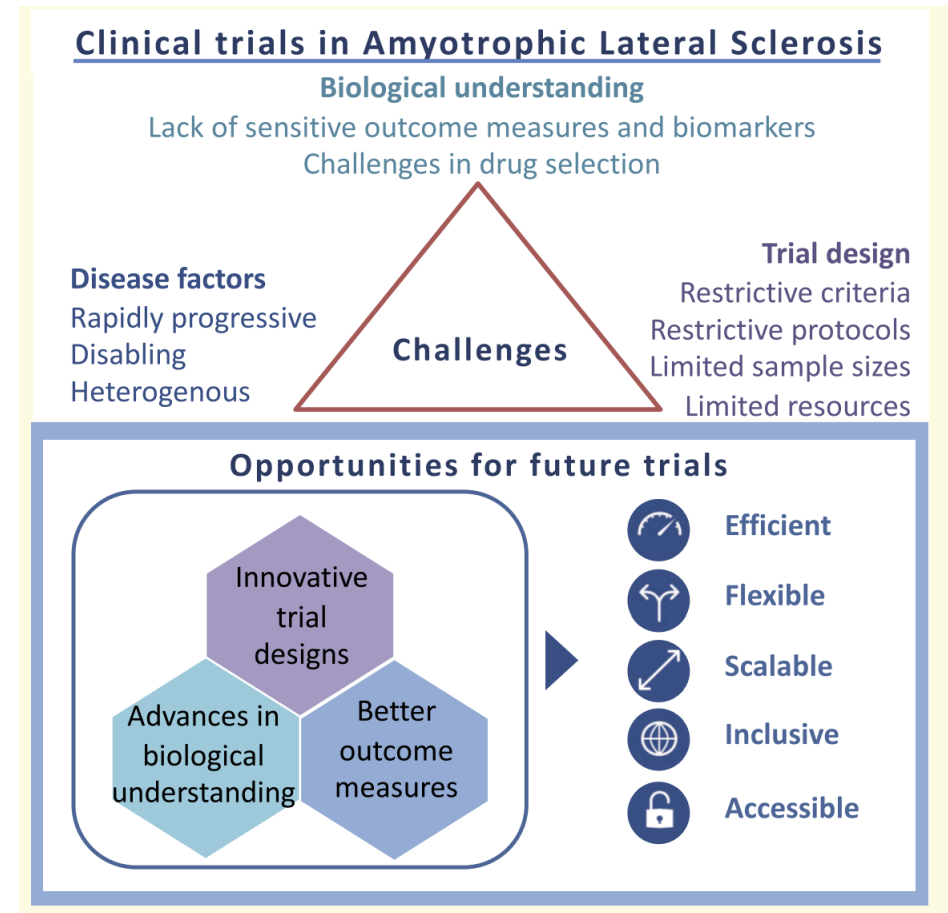 Clinical trials in Amyotrophic Lateral Sclerosis
Biological understanding
Lack of sensitive outcome measures and biomarkers
Challenges in drug selection
Disease factors
Rapidly progressive
Disabling
Heterogenous
Challenges
Trial design
Restrictive criteria
Restrictive protocols
Limited sample sizes
Limited resources
Opportunities for future trials
Innovative
trial
designs
Advances in
biological
understanding
Better
outcome
measures
Efficient
Flexible
Scalable
Inclusive
Accessible